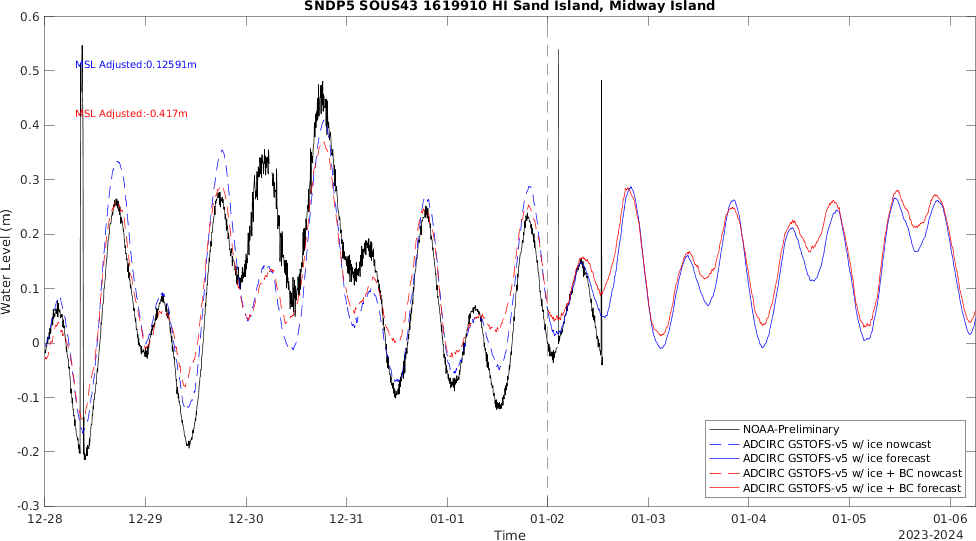 SNDP5 SOUS43 1619910 HI Sand Island, Midway Island
0.6
0.5
0.4
0.3
0.2
0.1
0
-0.1
-0.2
-0.3
Water Level (m)
MSL Adjusted:0.12591m
MSL Adjusted:-0.417m
NOAA-Preliminary
ADCIRC GSTOFS-v5 w/ ice nowcast
ADCIRC GSTOFS-v5 w/ ice forecast
ADCIRC GSTOFS-v5 w/ ice + BC nowcast
ADCIRC GSTOFS-v5 w/ ice + BC forecast
12-28 12-29 12-30 12-31 01-01 01-02 01-03 01-04 01-05 01-06
Time
2023-2024